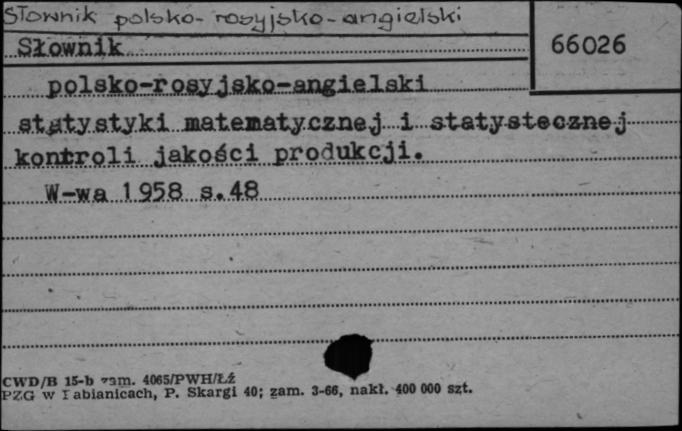 Słownik polsko-rosyjsko-angielski
Słownik
66026
polsko-rosyjsko-angielski
statystyki matematycznej i statystecznej
kontroli jakości produkcji.
W-wa 1958 s.48
CWD/B 15-b zam. 4065/PWH/Łź
PZG w Pabianicach, P. Skargi 40; zam. 3-66, nakł. 400 000 szt.